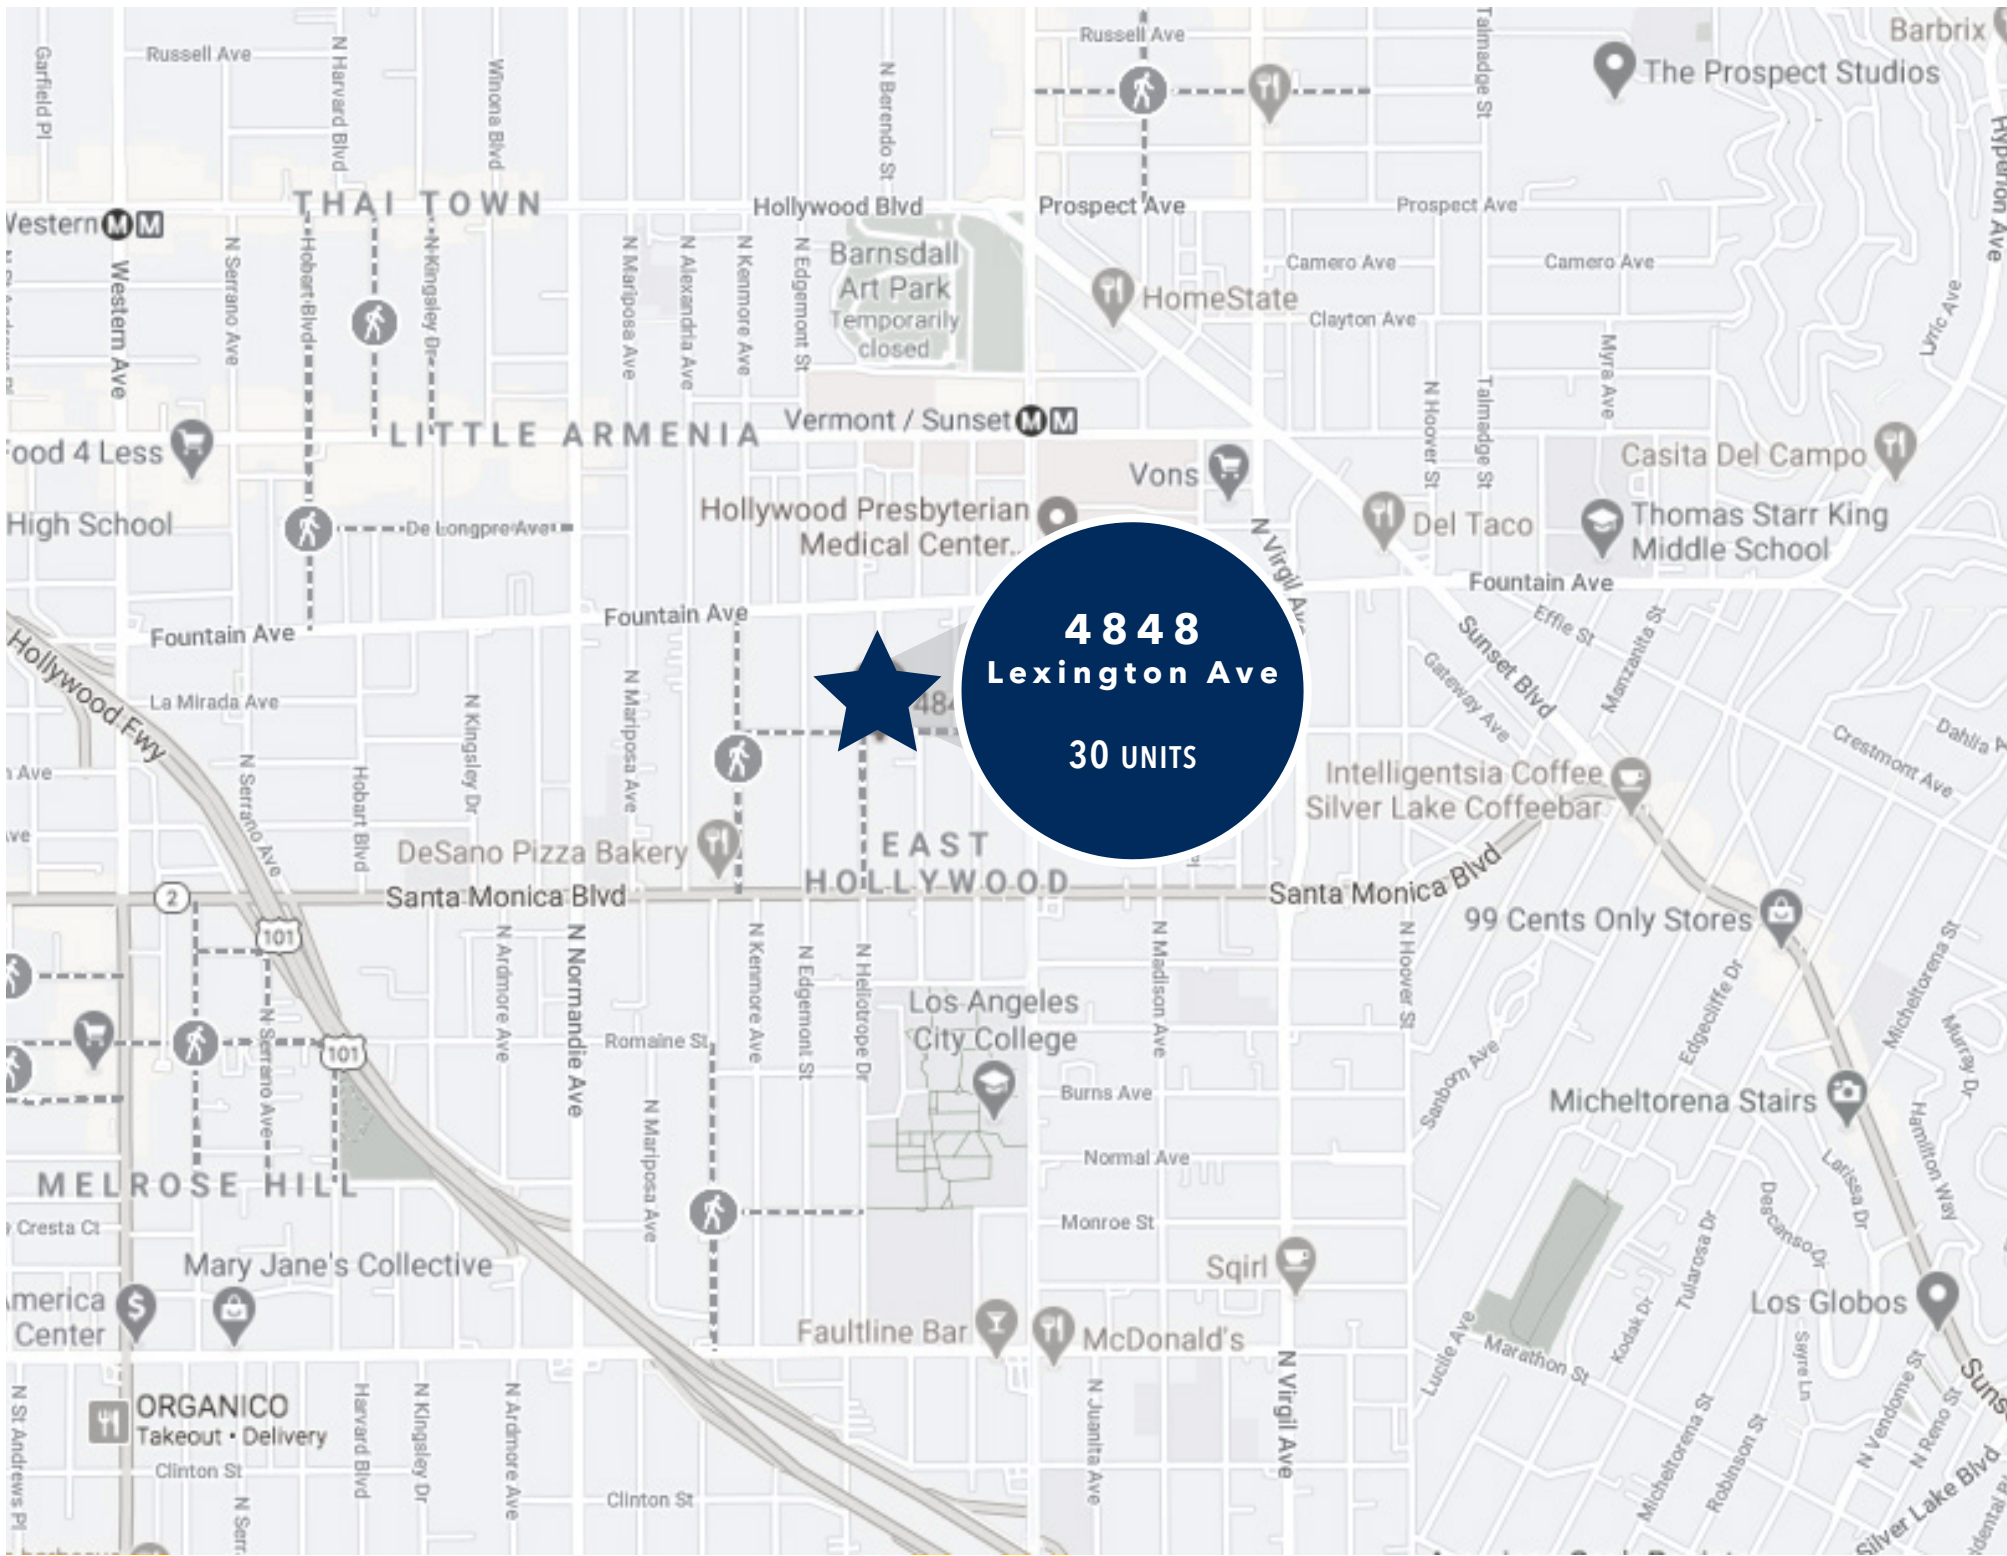 Russell Ave
Russell Ave
Barbrix
Garfield Pl
N Harvard Blvd
Winona Blvd
N Berendo St
Talmadge St
The Prospect Studios
Hyperion Ave
THAI TOWN
Hollywood Blvd
Prospect Ave
Prospect Ave
Western
M M
Western Ave
N Serrano Ave
Hobart Blvd
N Kingsley Dr
N Mariposa Ave
N Alexandria Ave
N Kenmore Ave
N Edgemont St
Barnsdall
Art Park
Temporarily
closed
Camero Ave
Camero Ave
HomeState
Clayton Ave
Myra Ave
Lyric Ave
N Hoover St
Talmadge St
LITTLE ARMENIA
Vermont / Sunset
M M
ood 4 Less
Vons
Casita Del Campo
High School
De Longpre Ave
Hollywood Presbyterian
Medical Center..
N Virgil Ave
Del Taco
Thomas Starr King
Middle School
Fountain Ave
Fountain Ave
Fountain Ave
Effie St
Manzanita St
Sunset Blvd
Gateway Ave
4848
Lexington Ave
30 UNITS
484
Hollywood Fwy
La Mirada Ave
N Kingsley Dr
N Mariposa Ave
Crestmont Ave
Dahlia
Ave
N Serrano Ave
Hobart Blvd
Intelligentsia Coffee
Silver Lake Coffeebar
DeSano Pizza Bakery
EAST
HOLLYWOOD
2
Santa Monica Blvd
Santa Monica Blvd
99 Cents Only Stores
101
N Ardmore Ave
N Normandie Ave
N Kenmore Ave
N Edgemont St
N Heliotrope Dr
N Madison Ave
N Hoover St
Edgecliffe Dr
Micheltorena St
Murray Dr
Los Angeles
City College
N Serrano Ave
101
Romaine St
Sanborn Ave
Burns Ave
Micheltorena Stairs
Hamilton Way
N Mariposa Ave
Normal Ave
Larissa Dr
Descanso Dr
MELROSE HILL
Cresta Ct
Monroe St
Tularosa Dr
Mary Jane's Collective
Sqirl
merica
Center
$
Los Globos
Faultline Bar
McDonald's
Lucile Ave
Marathon St
Kodak Dr
Sayre Ln
N Virgil Ave
N Vendome St
N Reno St
Suns
N St Andrews Pl
ORGANICO
Takeout • Delivery
Harvard Blvd
N Kingsley Dr
N Ardmore Ave
N Juanita Ave
Micheltorena St
Robinson St
Clinton St
Clinton St
N Serr
Silver Lake Blvd